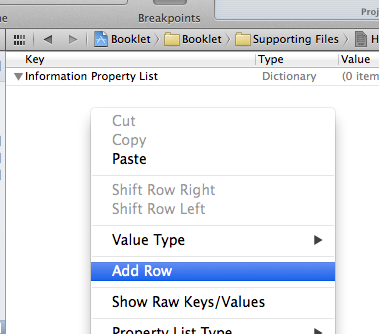 Breakpoints
Proj
Booklet Booklet Supporting Files H
Key Type Value
Information Property List Dictionary (0 item
Cut
Copy
Paste
Shift Row Right
Shift Row Left
Value Type
Add Row
Show Raw Keys/Values
Property List Type